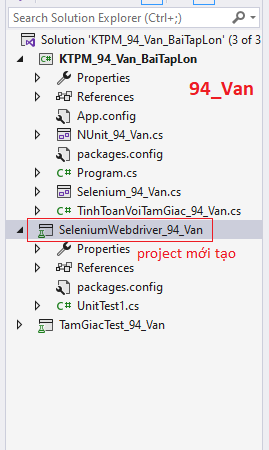 Search Solution Explorer (Ctrl+;)
Solution 'KTPM_94_Van_BaiTapLon' (3 of 3
KTPM_94_Van_BaiTapLon
Properties
94_Van
References
App.config
NUnit_94_Van.cs
packages.config
Program.cs
Selenium_94_Van.cs
TinhToanVoiTamGiac_94_Van.cs
SeleniumWebdriver_94_Van
Properties
project mới tạo
References
packages.config
UnitTest1.cs
TamGiacTest_94_Van